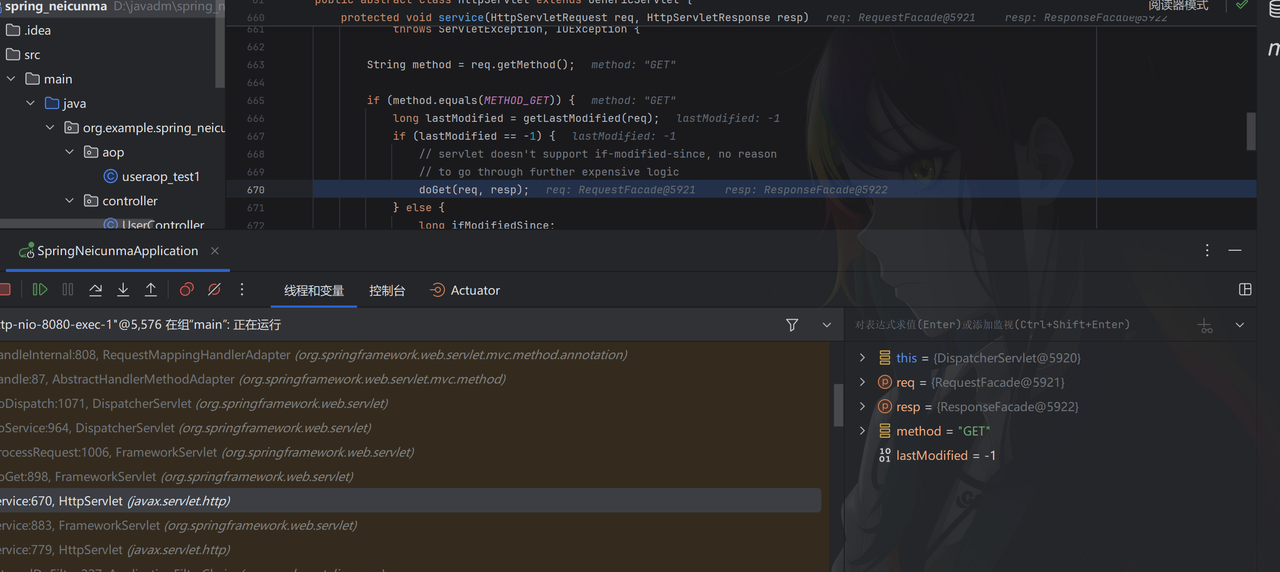 spring_neicunma D:\javadm\spring_n
.idea
src
main
java
org.example.spring_neicu
aop
useraop_test1
controller
UserController
61 public abstract class HttpServlet extends GenericServlet {
阅读器模式
660 protected void service(HttpServletRequest req, HttpServletResponse resp) req: RequestFacade@5921 resp: ResponseFacade@5922
661 throws ServletException, IOException {
662
663 String method = req.getMethod(); method: "GET"
664
665 if (method.equals(METHOD_GET)) { method: "GET"
666 long lastModified = getLastModified(req); lastModified: -1
667 if (lastModified == -1) { lastModified: -1
668 // servlet doesn't support if-modified-since, no reason
669 // to go through further expensive logic
670 doGet(req, resp); req: RequestFacade@5921 resp: ResponseFacade@5922
671 } else {
672 long ifModifiedSince;
SpringNeicunmaApplication
线程和变量 控制台 Actuator
tp-nio-8080-exec-1"@5,576 在组"main": 正在运行
andleInternal:808, RequestMappingHandlerAdapter (org.springframework.web.servlet.mvc.method.annotation)
andle:87, AbstractHandlerMethodAdapter (org.springframework.web.servlet.mvc.method)
oDispatch:1071, DispatcherServlet (org.springframework.web.servlet)
oService:964, DispatcherServlet (org.springframework.web.servlet)
rocessRequest:1006, FrameworkServlet (org.springframework.web.servlet)
oGet:898, FrameworkServlet (org.springframework.web.servlet)
ervice:670, HttpServlet (javax.servlet.http)
ervice:883, FrameworkServlet (org.springframework.web.servlet)
ervice:779, HttpServlet (javax.servlet.http)
对表达式求值(Enter)或添加监视(Ctrl+Shift+Enter)
this = {DispatcherServlet@5920}
req = {RequestFacade@5921}
resp = {ResponseFacade@5922}
method = "GET"
lastModified = -1